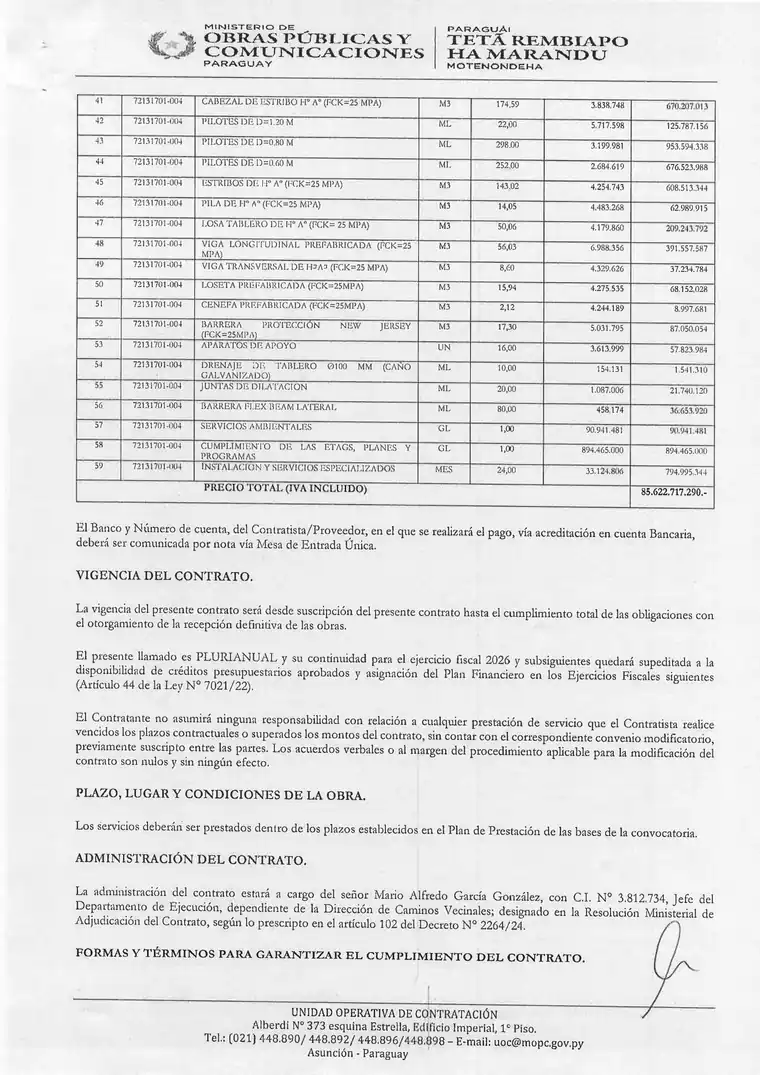 MINISTERIO DE
OBRAS PÚBLICAS Y
COMUNICACIONES
PARAGUAY
PARAGUÁI
TETÃ REMBIAPO
HA MARANDU
MOTENONDEHA
41 72131701-004 CABEZAL DE ESTRIBO Hº Aº (FCK=25 MPA) M3 174,59 3.838.748 670.207.013
42 72131701-004 PILOTES DE D=1.20 M ML 22,00 5.717.598 125.787.156
43 72131701-004 PILOTES DE D=0.80 M ML 298.00 3.199.981 953.594.338
44 72131701-004 PILOTES DE D=0.60 M ML 252,00 2.684.619 676.523.988
45 72131701-004 ESTRIBOS DE Hº Aº (FCK=25 MPA) M3 143,02 4.254.743 608.513.344
46 72131701-004 PILA DE Hº Aº (FCK=25 MPA) M3 14,05 4.483.268 62.989.915
47 72131701-004 LOSA TABLERO DE Hº Aº (FCK= 25 MPA) M3 50,06 4.179.860 209.243.792
48 72131701-004 VIGA LONGITUDINAL PREFABRICADA (FCK=25
MPA) M3 56,03 6.988.356 391.557.587
49 72131701-004 VIGA TRANSVERSAL DE HºAº (FCK=25 MPA) M3 8,60 4.329.626 37.234.784
50 72131701-004 LOSETA PREFABRICADA (FCK=25MPA) M3 15,94 4.275.535 68.152.028
51 72131701-004 CENEFA PREFABRICADA (FCK=25MPA) M3 2,12 4.244.189 8.997.681
52 72131701-004 BARRERA PROTECCIÓN NEW JERSEY
(FCK=25MPA) M3 17,30 5.031.795 87.050.054
53 72131701-004 APARATOS DE APOYO UN 16,00 3.613.999 57.823.984
54 72131701-004 DRENAJE DE TABLERO Ø100 MM (CAÑO
GALVANIZADO) ML 10,00 154.131 1.541.310
55 72131701-004 JUNTAS DE DILATACION ML 20,00 1.087.006 21.740.120
56 72131701-004 BARRERA FLEX BEAM LATERAL ML 80,00 458.174 36.653.920
57 72131701-004 SERVICIOS AMBIENTALES GL 1,00 90.941.481 90.941.481
58 72131701-004 CUMPLIMIENTO DE LAS ETAGS, PLANES Y
PROGRAMAS GL 1,00 894.465.000 894.465.000
59 72131701-004 INSTALACION Y SERVICIOS ESPECIALIZADOS MES 24,00 33.124.806 794.995.344
PRECIO TOTAL (IVA INCLUIDO) 85.622.717.290.-
El Banco y Número de cuenta, del Contratista/Proveedor, en el que se realizará el pago, vía acreditación en cuenta Bancaria,
deberá ser comunicada por nota vía Mesa de Entrada Única.
VIGENCIA DEL CONTRATO.
La vigencia del presente contrato será desde suscripción del presente contrato hasta el cumplimiento total de las obligaciones con
el otorgamiento de la recepción definitiva de las obras.
El presente llamado es PLURIANUAL y su continuidad para el ejercicio fiscal 2026 y subsiguientes quedará supeditada a la
disponibilidad de créditos presupuestarios aprobados y asignación del Plan Financiero en los Ejercicios Fiscales siguientes
(Artículo 44 de la Ley N° 7021/22).
El Contratante no asumirá ninguna responsabilidad con relación a cualquier prestación de servicio que el Contratista realice
vencidos los plazos contractuales o superados los montos del contrato, sin contar con el correspondiente convenio modificatorio,
previamente suscripto entre las partes. Los acuerdos verbales o al margen del procedimiento aplicable para la modificación del
contrato son nulos y sin ningún efecto.
PLAZO, LUGAR Y CONDICIONES DE LA OBRA.
Los servicios deberán ser prestados dentro de los plazos establecidos en el Plan de Prestación de las bases de la convocatoria.
ADMINISTRACIÓN DEL CONTRATO.
La administración del contrato estará a cargo del señor Mario Alfredo García González, con C.I. N° 3.812.734, Jefe del
Departamento de Ejecución, dependiente de la Dirección de Caminos Vecinales; designado en la Resolución Ministerial de
Adjudicación del Contrato, según lo prescripto en el artículo 102 del Decreto N° 2264/24.
FORMAS Y TÉRMINOS PARA GARANTIZAR EL CUMPLIMIENTO DEL CONTRATO.
UNIDAD OPERATIVA DE CONTRATACIÓN
Alberdi N° 373 esquina Estrella, Edificio Imperial, 1° Piso.
Tel.: (021) 448.890/ 448.892/ 448.896/448.898 – E-mail: uoc@mopc.gov.py
Asunción - Paraguay